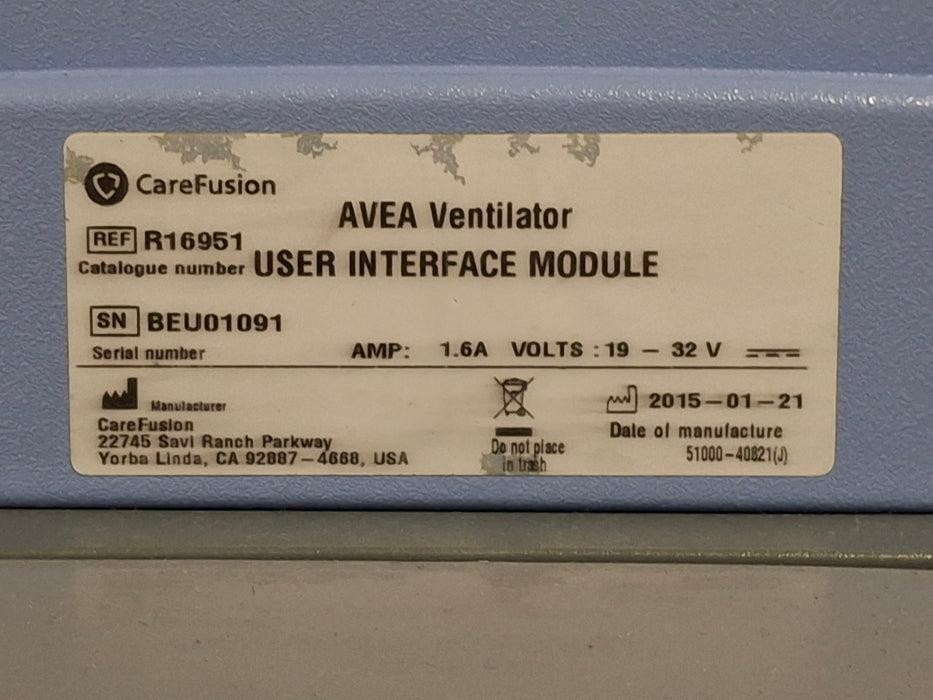 CareFusion
AVEA Ventilator
REF R16951
Catalogue number USER INTERFACE MODULE
SN BEU01091
Serial number AMP: 1.6A VOLTS : 19 – 32 V
Manufacturer
CareFusion
22745 Savi Ranch Parkway
Yorba Linda, CA 92887–4668, USA
Do not place
in trash
2015–01–21
Date of manufacture
51000–40821(J)